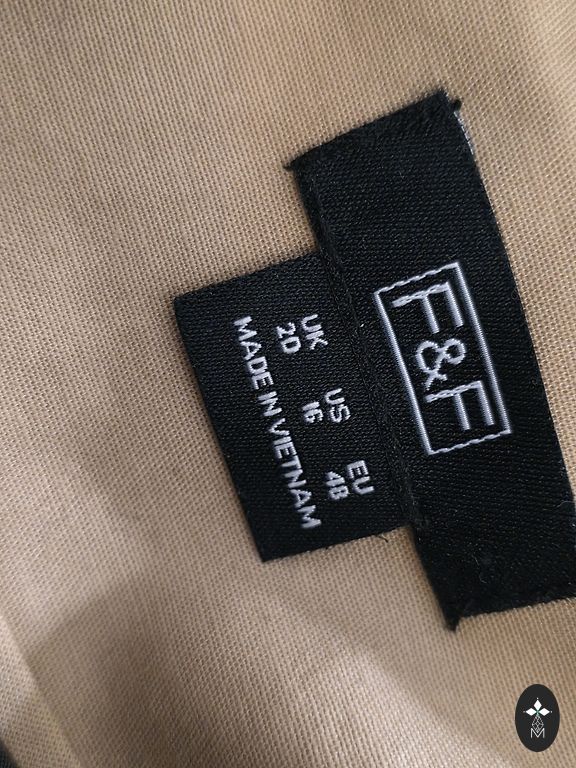 F&F
UK US EU
20 16 48
MADE IN VIETNAM
M